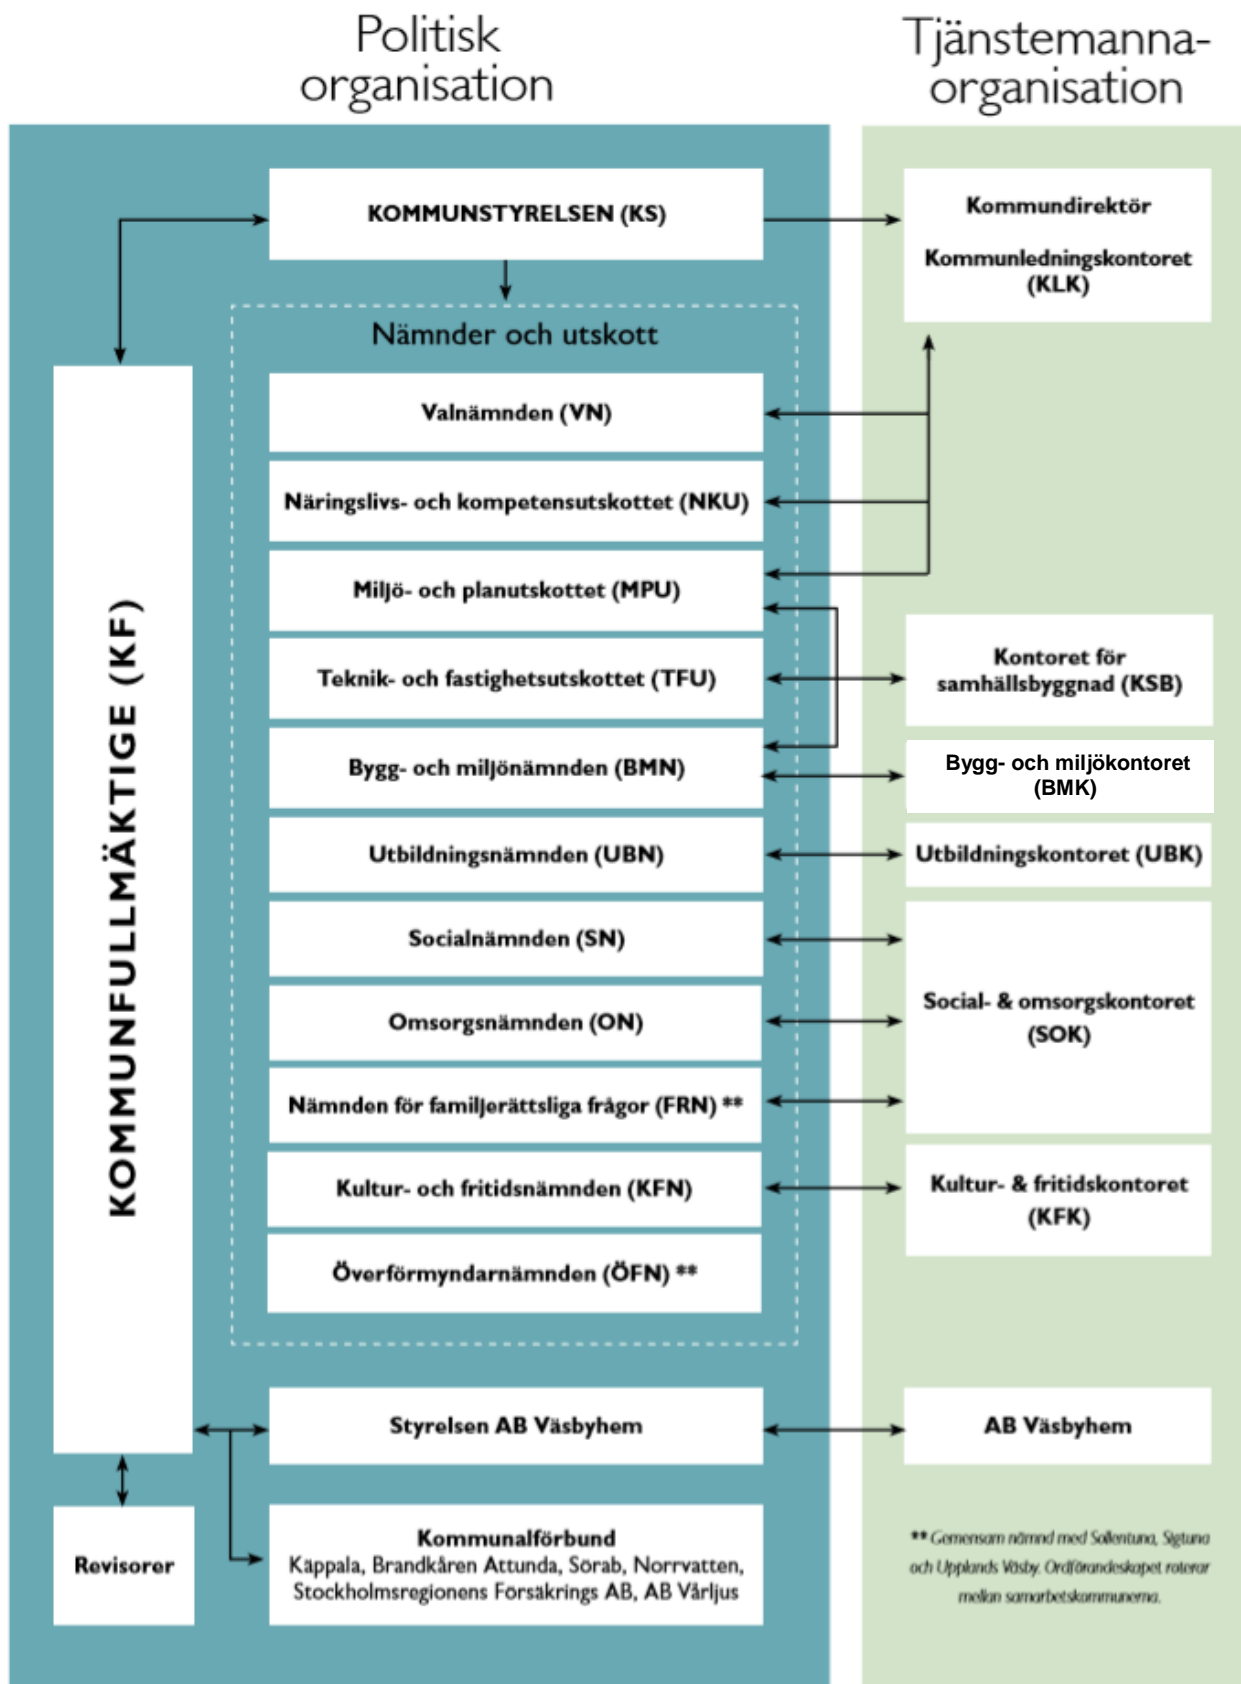 Politisk
organisation
Tjänstemanna-
organisation
KOMMUNSTYRELSEN (KS)
Kommundirektör
Kommunledningskontoret
(KLK)
Nämnder och utskott
KOMMUNFULLMÄKTIGE (KF)
Valnämnden (VN)
Näringslivs- och kompetensutskottet (NKU)
Miljö- och planutskottet (MPU)
Teknik- och fastighetsutskottet (TFU)
Kontoret för
samhällsbyggnad (KSB)
Bygg- och miljönämnden (BMN)
Bygg- och miljökontoret
(BMK)
Utbildningsnämnden (UBN)
Utbildningskontoret (UBK)
Socialnämnden (SN)
Omsorgsnämnden (ON)
Social- & omsorgskontoret
(SOK)
Nämnden för familjerättsliga frågor (FRN) **
Kultur- och fritidsnämnden (KFN)
Kultur- & fritidskontoret
(KFK)
Överförmyndarnämnden (ÖFN) **
Styrelsen AB Väsbyhem
AB Väsbyhem
Revisorer
Kommunalförbund
Käppala, Brandkåren Attunda, Sörab, Norrvatten,
Stockholmsregionens Försäkrings AB, AB Vårljus
** Gemensam nämnd med Sollentuna, Sigtuna
och Upplands Väsby. Ordförandeskapet roterar
mellan samarbetskommunerna.